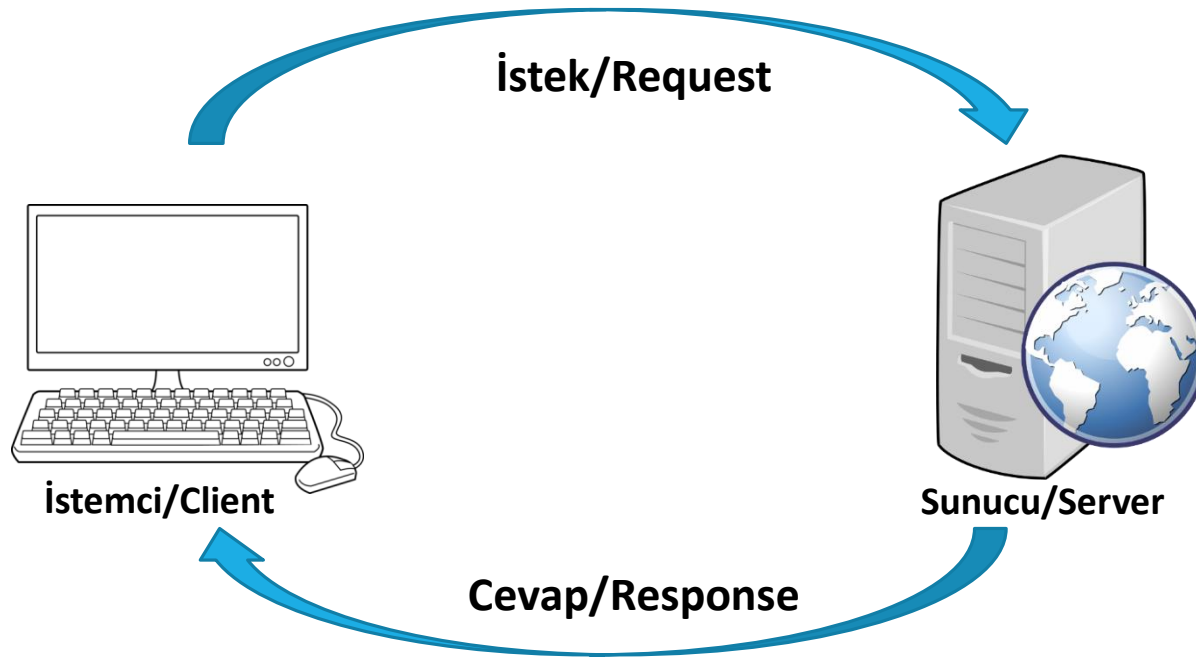 İstek/Request
İstemci/Client
Sunucu/Server
Cevap/Response